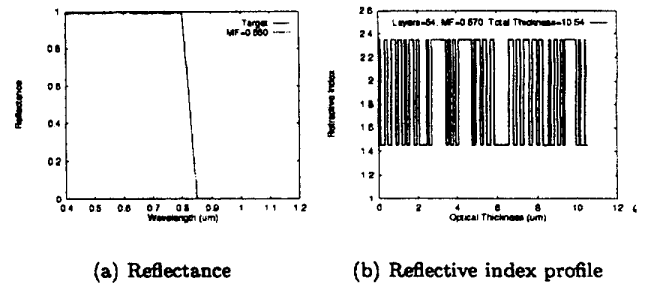 Target
MF=0.860
Reflectance
1
0.8
0.6
0.4
0.2
0
0.4 0.5 0.6 0.7 0.8 0.9 1 1.1 1.2
Wavelength (um)
(a) Reflectance
Layers=64, MF=0.670 Total Thickness=10.54
Refractive Index
2.6
2.4
2.2
2
1.8
1.6
1.4
1.2
1
0 2 4 6 8 10 12
Optical Thickness (um)
(b) Reflective index profile